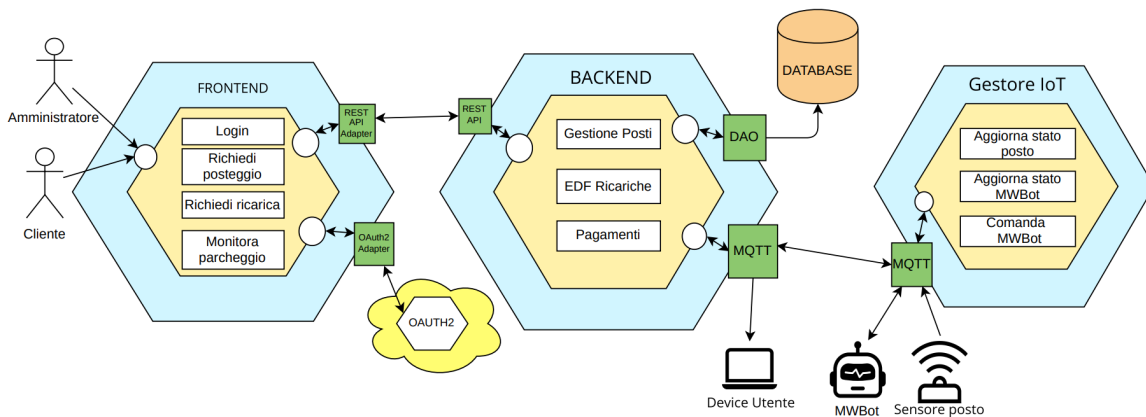 Amministratore
Cliente
FRONTEND
Login
Richiedi
posteggio
Richiedi ricarica
Monitora
parcheggio
REST
API
Adapter
OAuth2
Adapter
OAUTH2
REST
API
BACKEND
Gestione Posti
EDF Ricariche
Pagamenti
DAO
DATABASE
MQTT
Device Utente
Gestore IoT
Aggiorna stato
posto
Aggiorna stato
MWBot
Comanda
MWBot
MQTT
MWBot
Sensore posto